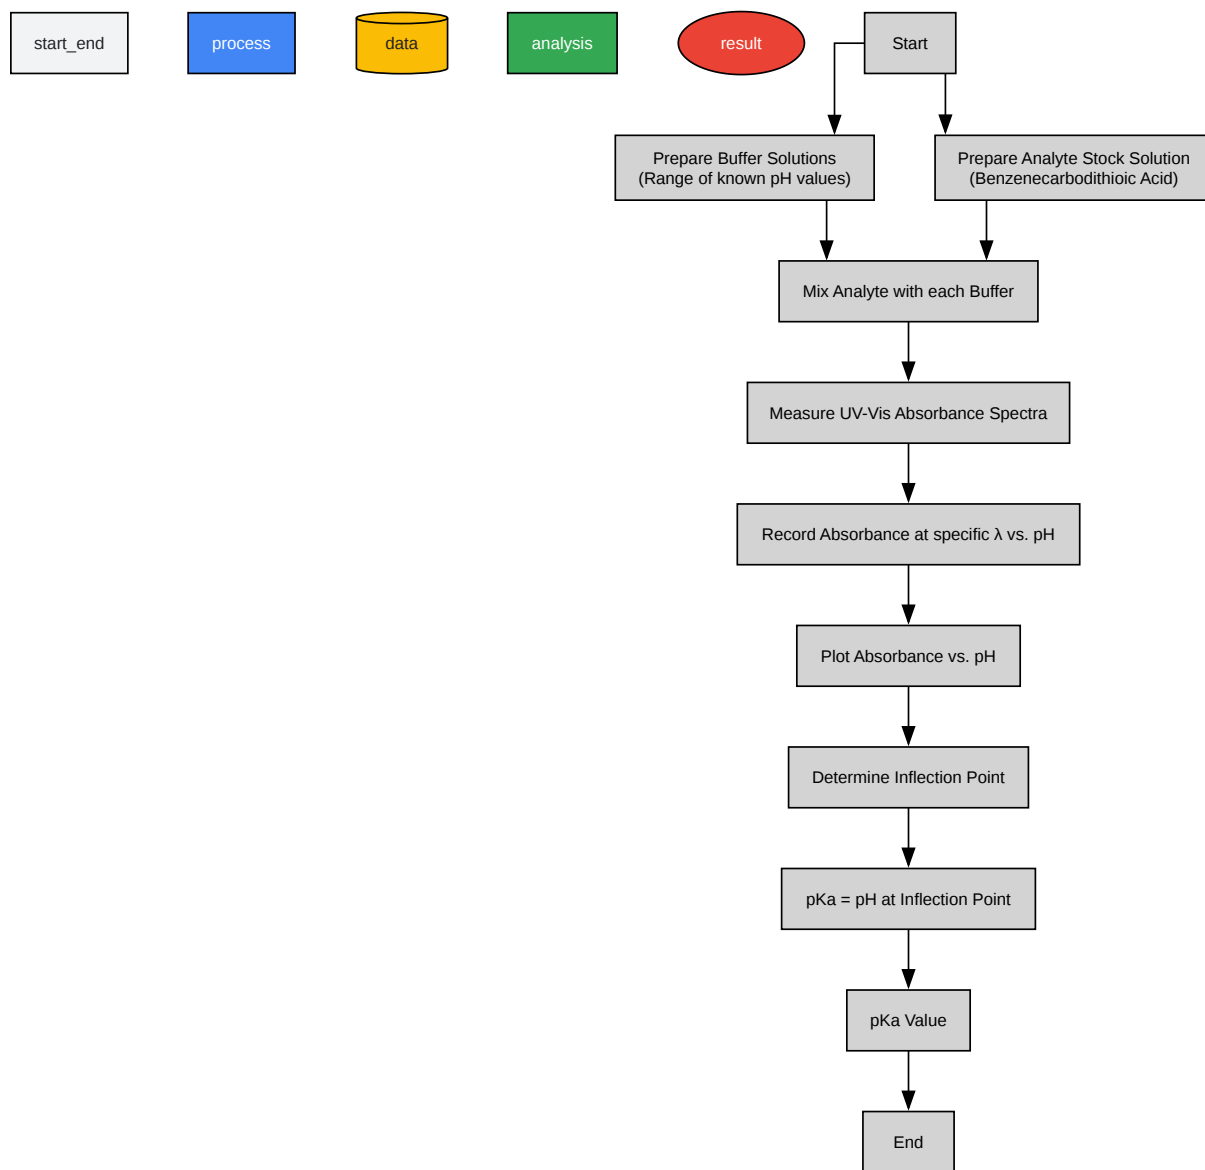 start_end
process
data
analysis
result
Start
Prepare Buffer Solutions
(Range of known pH values)
Prepare Analyte Stock Solution
(Benzenecarbodithioic Acid)
Mix Analyte with each Buffer
Measure UV-Vis Absorbance Spectra
Record Absorbance at specific λ vs. pH
Plot Absorbance vs. pH
Determine Inflection Point
pKa = pH at Inflection Point
pKa Value
End